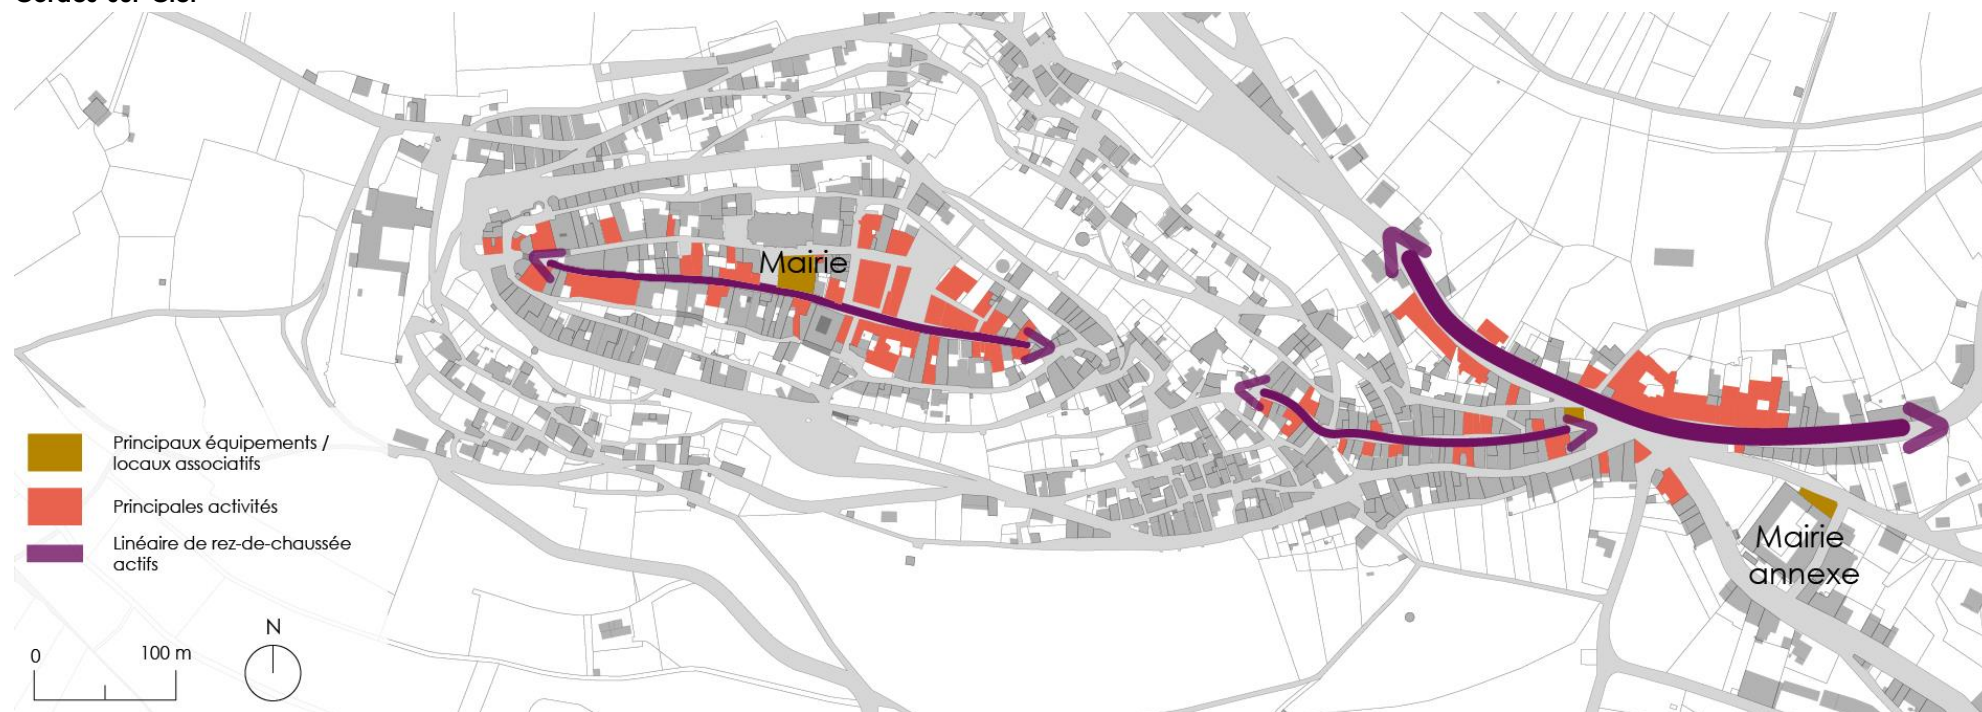 Mairie
Principaux équipements /
locaux associatifs
Principales activités
Linéaire de rez-de-chaussée
actifs
Mairie
annexe
N
0
100 m